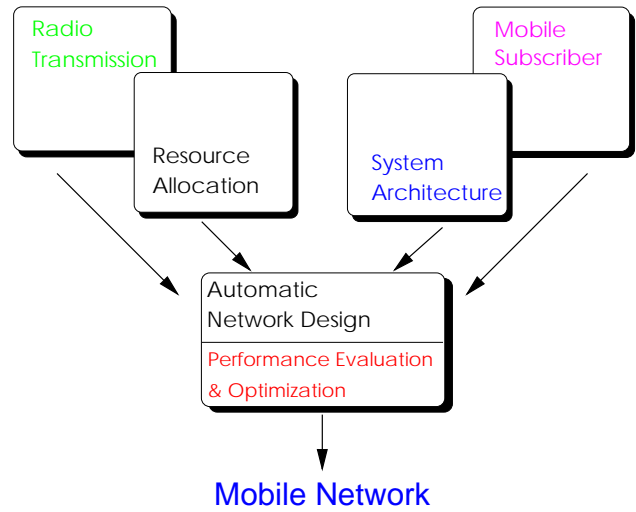 Radio
Transmission
Mobile
Subscriber
Resource
Allocation
System
Architecture
Automatic
Network Design
Performance Evaluation
& Optimization
Mobile Network